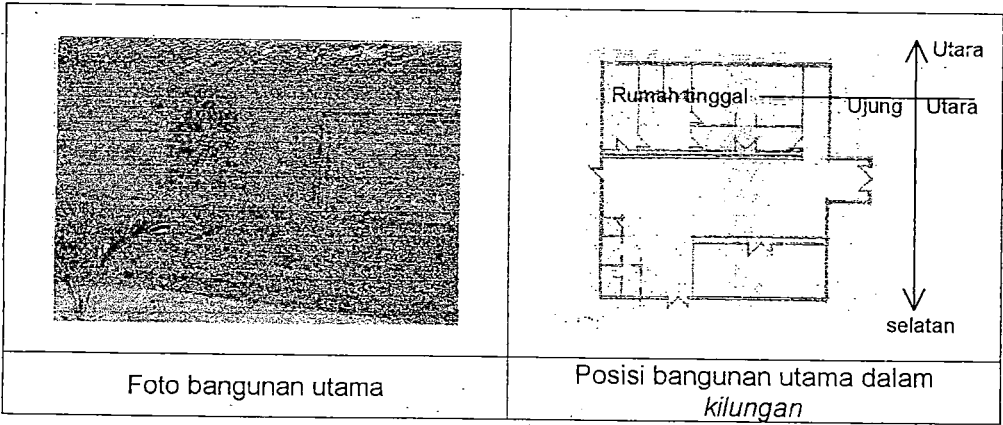 Utara
Rumah tinggal
Ujung Utara
selatan
Foto bangunan utama
Posisi bangunan utama dalam
kilungan